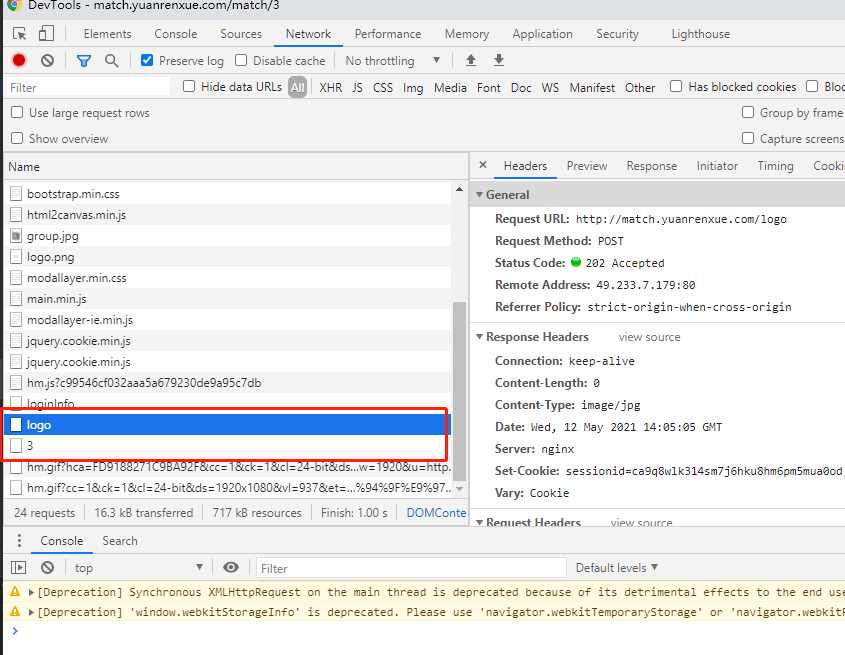 DevTools - match.yuanrenxue.com/match/3
Elements Console Sources Network Performance Memory Application Security Lighthouse
Preserve log Disable cache No throttling
Filter Hide data URLs All XHR JS CSS Img Media Font Doc WS Manifest Other Has blocked cookies Bloc
Use large request rows Group by frame
Show overview Capture screens
Name
bootstrap.min.css
html2canvas.min.js
group.jpg
logo.png
modallayer.min.css
main.min.js
modallayer-ie.min.js
jquery.cookie.min.js
jquery.cookie.min.js
hm.js?c99546cf032aaa5a679230de9a95c7db
loginInfo
logo
3
hm.gif?hca=FD9188271C9BA92F&cc=1&ck=1&cl=24-bit&ds...w=1920&u=http...
hm.gif?cc=1&ck=1&cl=24-bit&ds=1920x1080&vl=937&et=...%94%9F%E9%97...
24 requests 16.3 kB transferred 717 kB resources Finish: 1.00 s DOMConte
× Headers Preview Response Initiator Timing Cooki
General
Request URL: http://match.yuanrenxue.com/logo
Request Method: POST
Status Code: 202 Accepted
Remote Address: 49.233.7.179:80
Referrer Policy: strict-origin-when-cross-origin
Response Headers view source
Connection: keep-alive
Content-Length: 0
Content-Type: image/jpg
Date: Wed, 12 May 2021 14:05:05 GMT
Server: nginx
Set-Cookie: sessionid=ca9q8wlk314sm7j6hku8hm6pm5mua0od
Vary: Cookie
Request Headers view source
Console Search
top Filter Default levels
[Deprecation] Synchronous XMLHttpRequest on the main thread is deprecated because of its detrimental effects to the end use
[Deprecation] 'window.webkitStorageInfo' is deprecated. Please use 'navigator.webkitTemporaryStorage' or 'navigator.webkitP